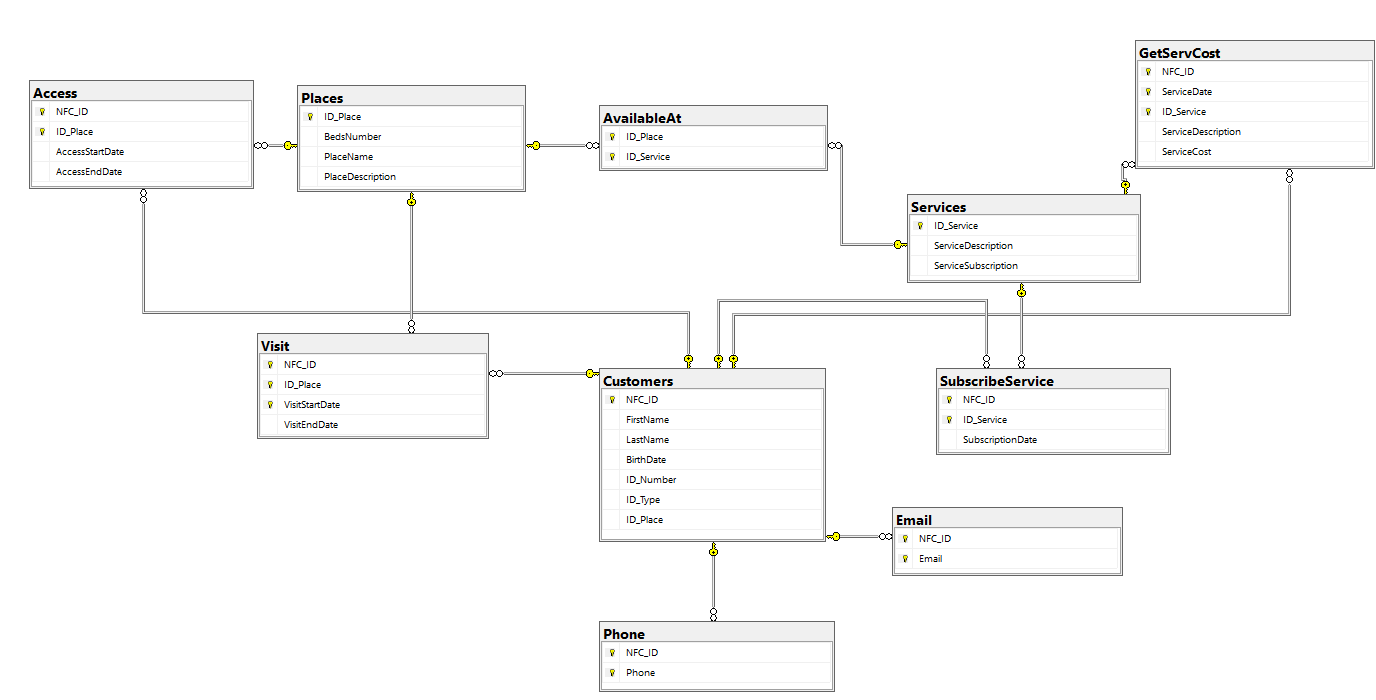 Access
NFC_ID
ID_Place
AccessStartDate
AccessEndDate
Places
ID_Place
BedsNumber
PlaceName
PlaceDescription
AvailableAt
ID_Place
ID_Service
GetServCost
NFC_ID
ServiceDate
ID_Service
ServiceDescription
ServiceCost
Services
ID_Service
ServiceDescription
ServiceSubscription
Visit
NFC_ID
ID_Place
VisitStartDate
VisitEndDate
Customers
NFC_ID
FirstName
LastName
BirthDate
ID_Number
ID_Type
ID_Place
SubscribeService
NFC_ID
ID_Service
SubscriptionDate
Email
NFC_ID
Email
Phone
NFC_ID
Phone